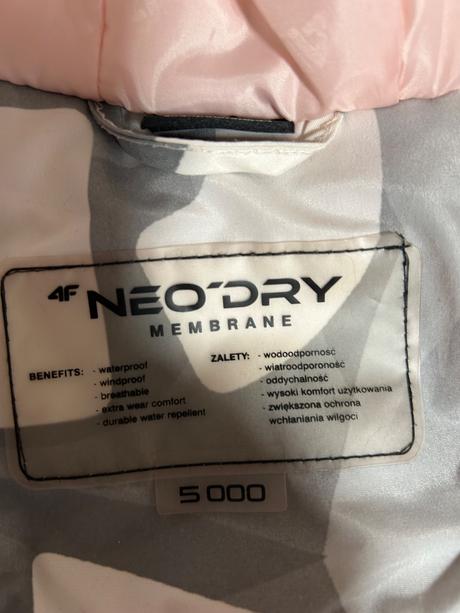 4F NEO'DRY
MEMBRANE
BENEFITS: - waterproof
- windproof
- breathable
- extra wear comfort
- durable water repellent
ZALETY: - wodoodporność
- wiatroodporoność
- oddychalność
- wysoki komfort użytkowania
- zwiększona ochrona
wchłaniania wilgoci
5 000